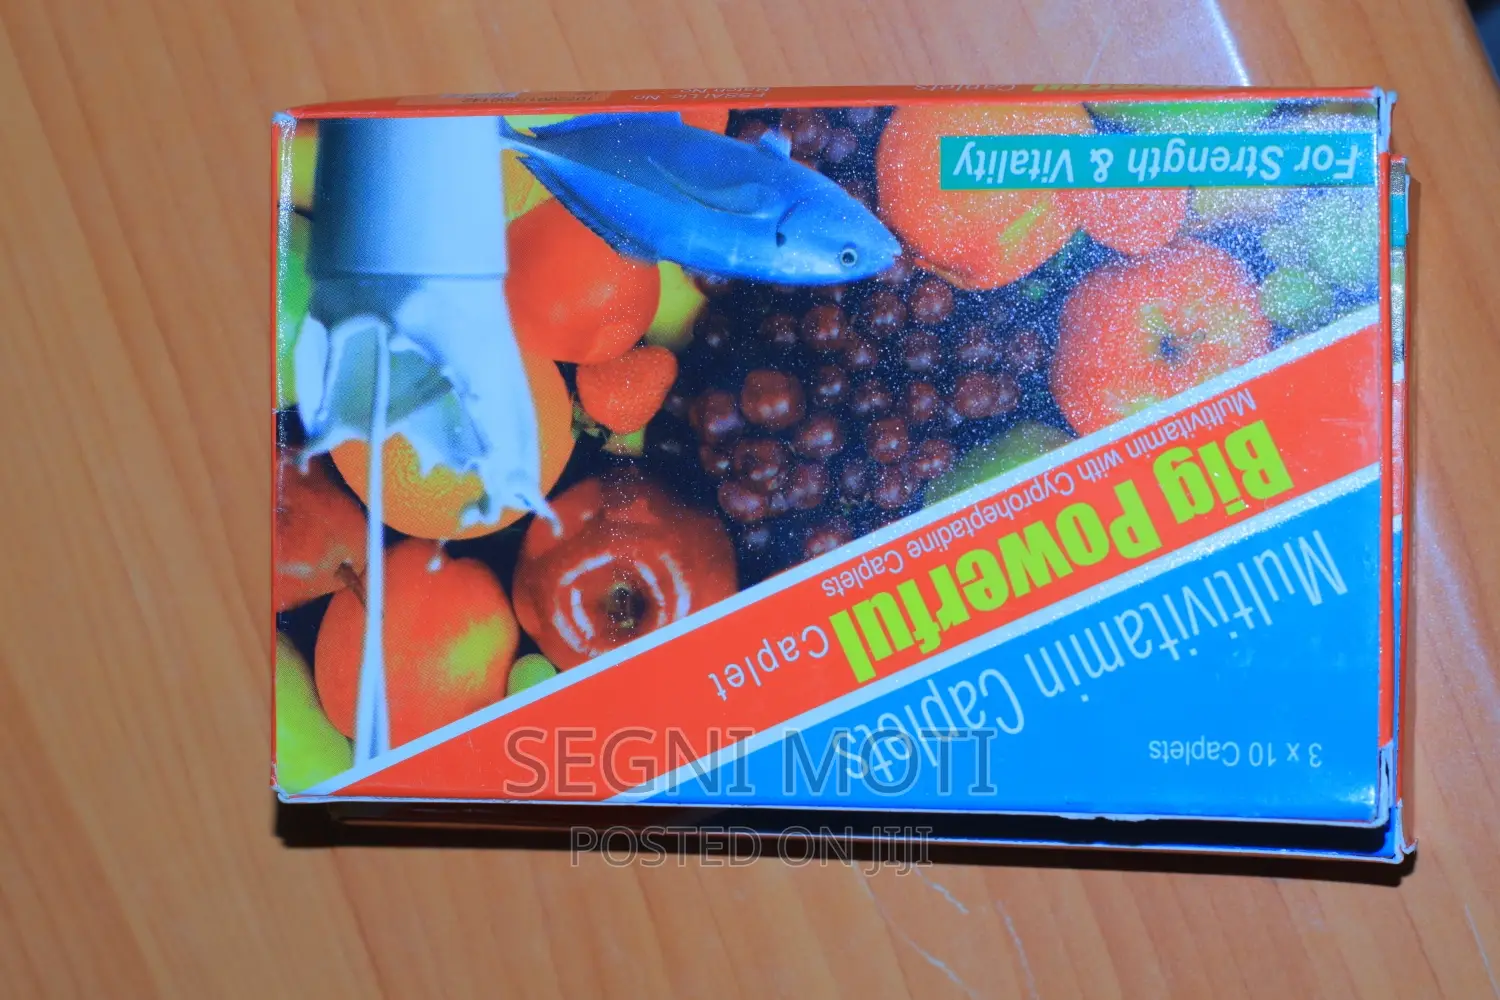 For Strength & Vitality
Multivitamin with Cyproheptadine Caplets
Big Powerful Caplet
Multivitamin Caplets
3 x 10 Caplets
SEGNI MOTI
POSTED ON JIJI